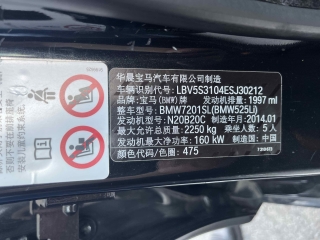 华晨宝马汽车有限公司制造
车辆识别代号: LBV5S3104ESJ30212
品牌: 宝马(BMW)牌 发动机排量: 1997 ml
整车型号: BMW7201SL(BMW525Li)
发动机型号: N20B20C 制造年月: 2014.01
最大允许总质量: 2250 kg 乘坐人数: 5 人
发动机最大净功率: 160 kW 制造国: 中国
颜色代码/色圈: 475